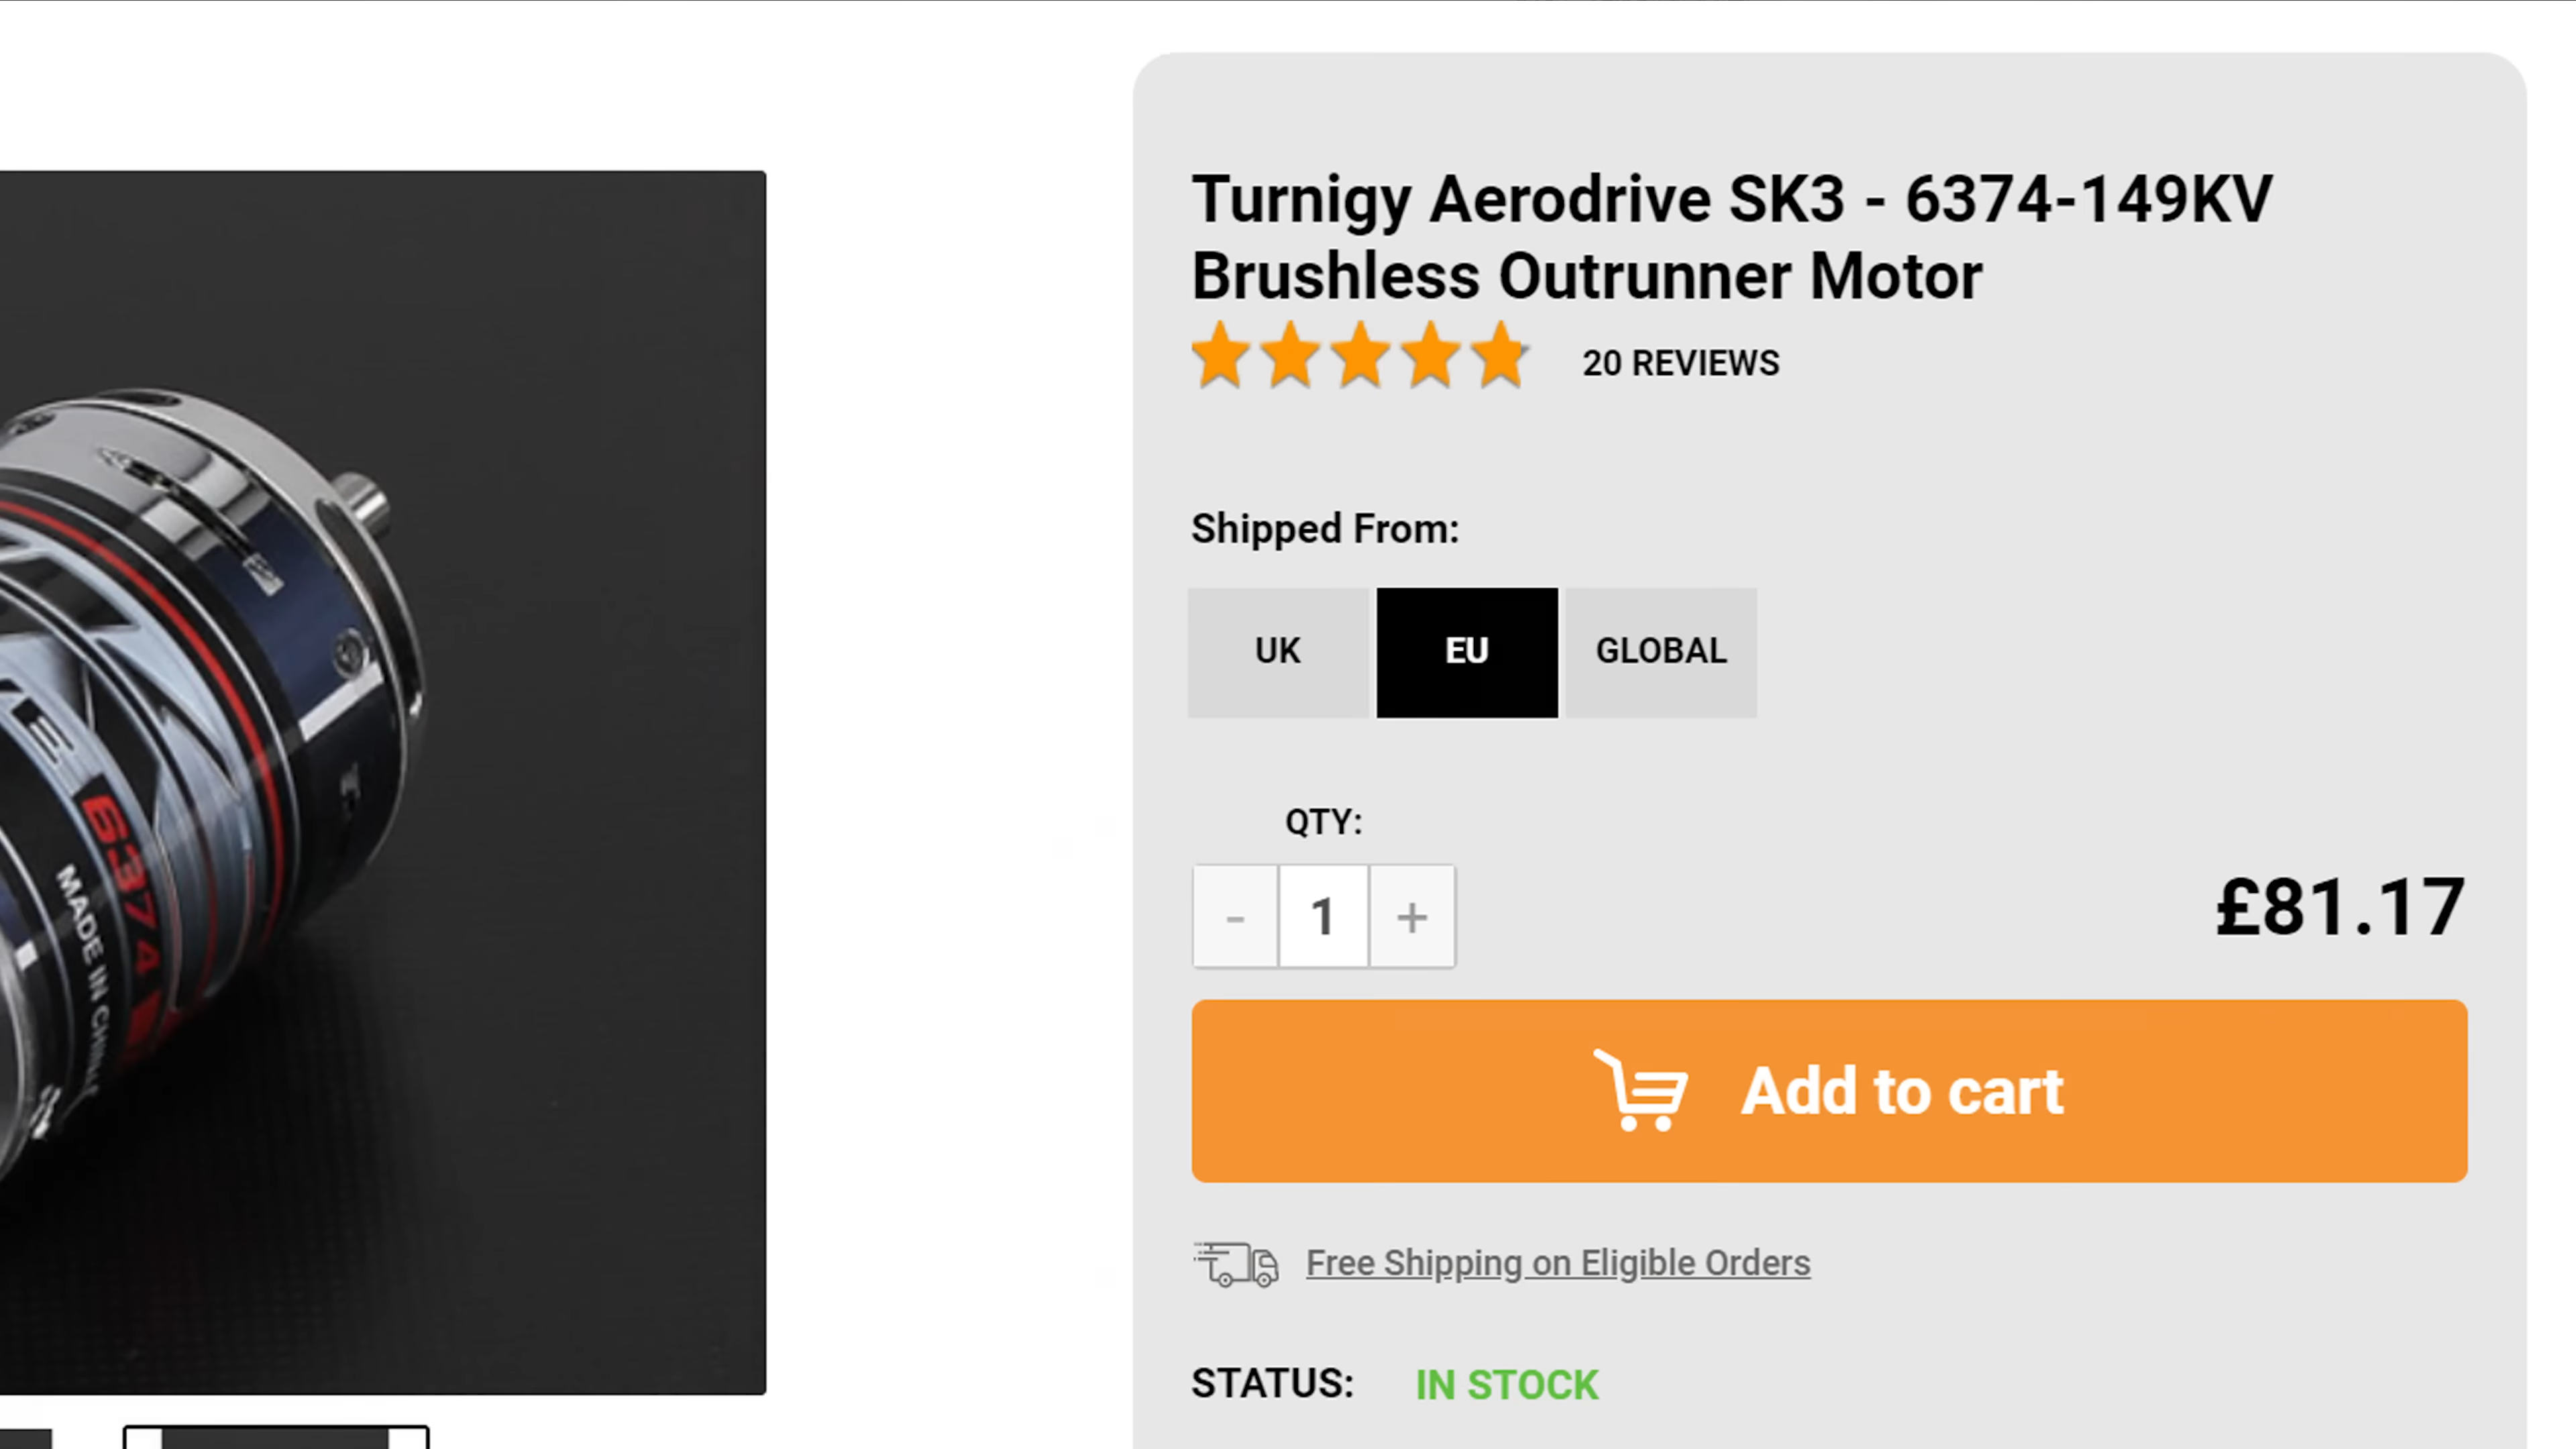 Turnigy Aerodrive SK3 - 6374-149KV
Brushless Outrunner Motor
20 REVIEWS
Shipped From:
UK EU GLOBAL
QTY:
- 1 +
£81.17
Add to cart
Free Shipping on Eligible Orders
STATUS: IN STOCK
6374
MADE IN CHINA